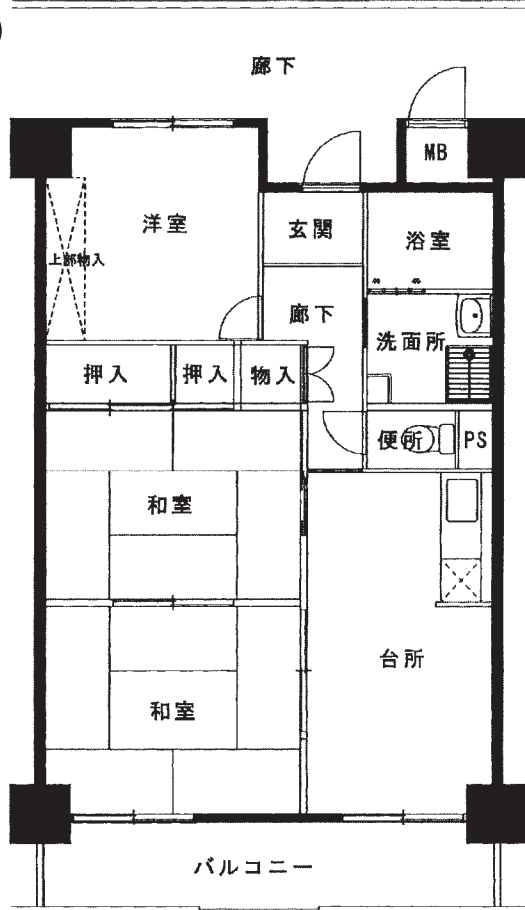 廊下
MB
洋室
玄関
浴室
上部物入
廊下
洗面所
押入
押入
物入
便所
PS
和室
台所
和室
バルコニー